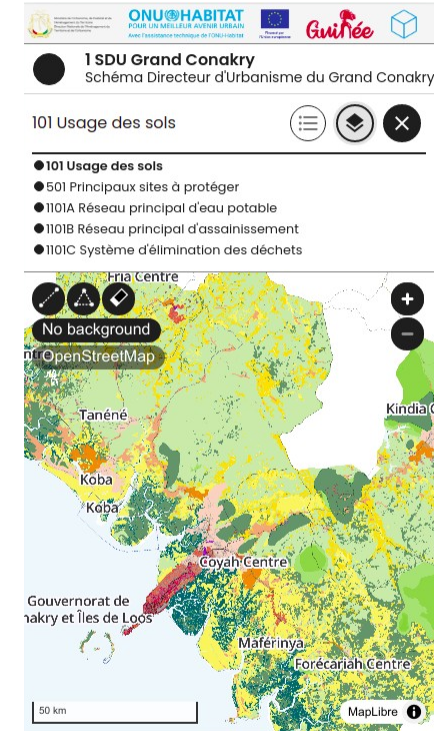 ONU HABITAT
POUR UN MEILLEUR AVENIR URBAIN
Avec l'assistance technique de l'ONU-Habitat
Guinée
1 SDU Grand Conakry
Schéma Directeur d'Urbanisme du Grand Conakry
101 Usage des sols
101 Usage des sols
501 Principaux sites à protéger
1101A Réseau principal d'eau potable
1101B Réseau principal d'assainissement
1101C Système d'élimination des déchets
Fria Centre
No background
OpenStreetMap
Kindia C
Tanéné
Koba
Koba
Coyah Centre
Gouvernorat de
nakry et Îles de Loos
Maférinya
Forécariah Centre
50 km
MapLibre